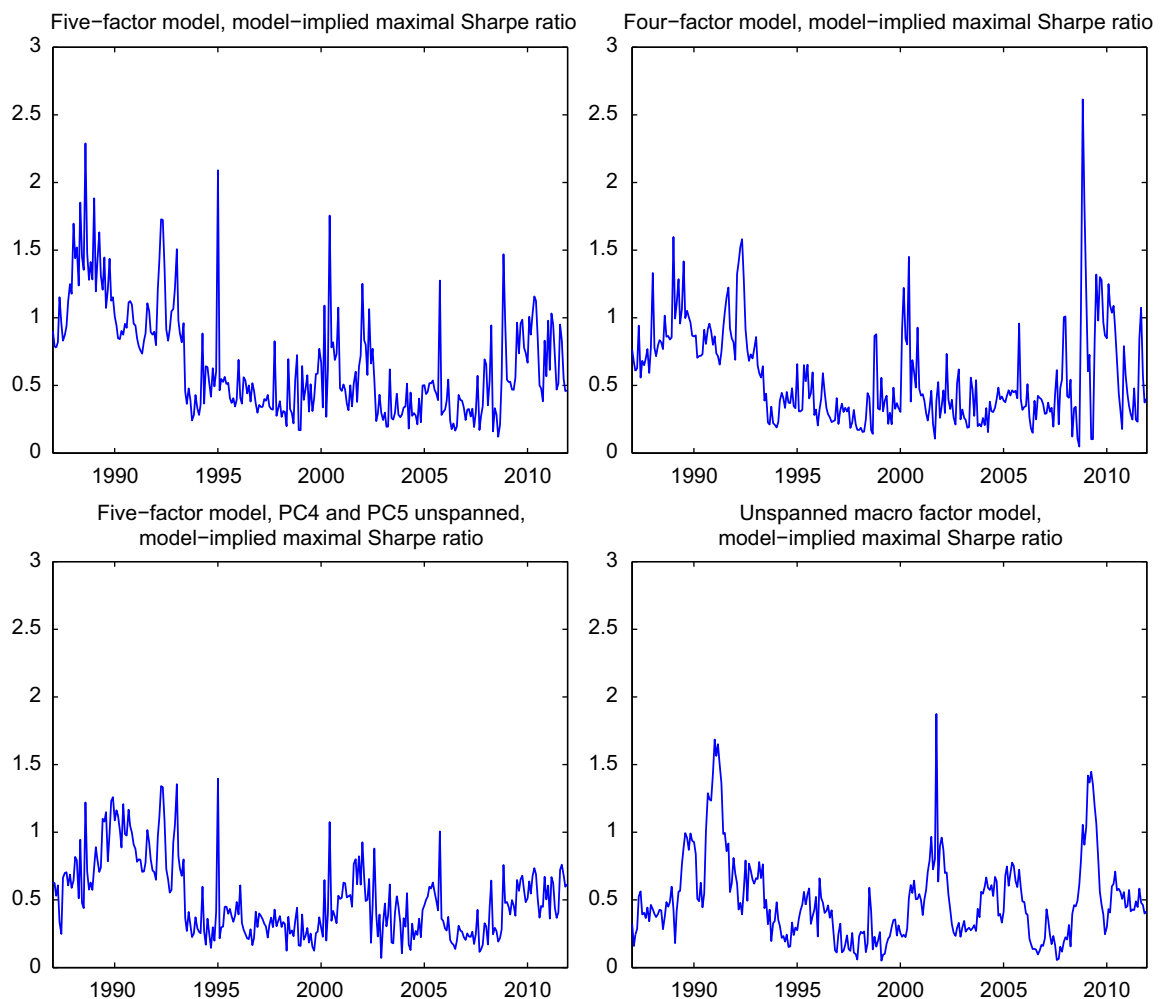 Five−factor model, model−implied maximal Sharpe ratio
3
2.5
2
1.5
1
0.5
0
1990 1995 2000 2005 2010
Four−factor model, model−implied maximal Sharpe ratio
3
2.5
2
1.5
1
0.5
0
1990 1995 2000 2005 2010
Five−factor model, PC4 and PC5 unspanned,
model−implied maximal Sharpe ratio
3
2.5
2
1.5
1
0.5
0
1990 1995 2000 2005 2010
Unspanned macro factor model,
model−implied maximal Sharpe ratio
3
2.5
2
1.5
1
0.5
0
1990 1995 2000 2005 2010